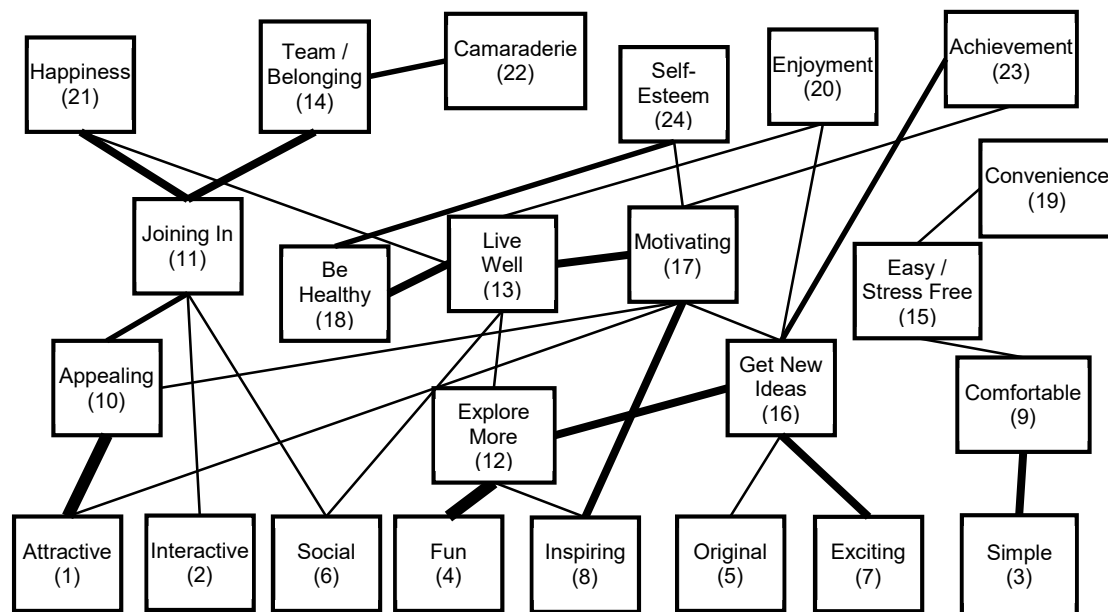 Happiness
(21)
Team /
Belonging
(14)
Camaraderie
(22)
Self-
Esteem
(24)
Enjoyment
(20)
Achievement
(23)
Convenience
(19)
Joining In
(11)
Be
Healthy
(18)
Live
Well
(13)
Motivating
(17)
Easy /
Stress Free
(15)
Appealing
(10)
Explore
More
(12)
Get New
Ideas
(16)
Comfortable
(9)
Attractive
(1)
Interactive
(2)
Social
(6)
Fun
(4)
Inspiring
(8)
Original
(5)
Exciting
(7)
Simple
(3)